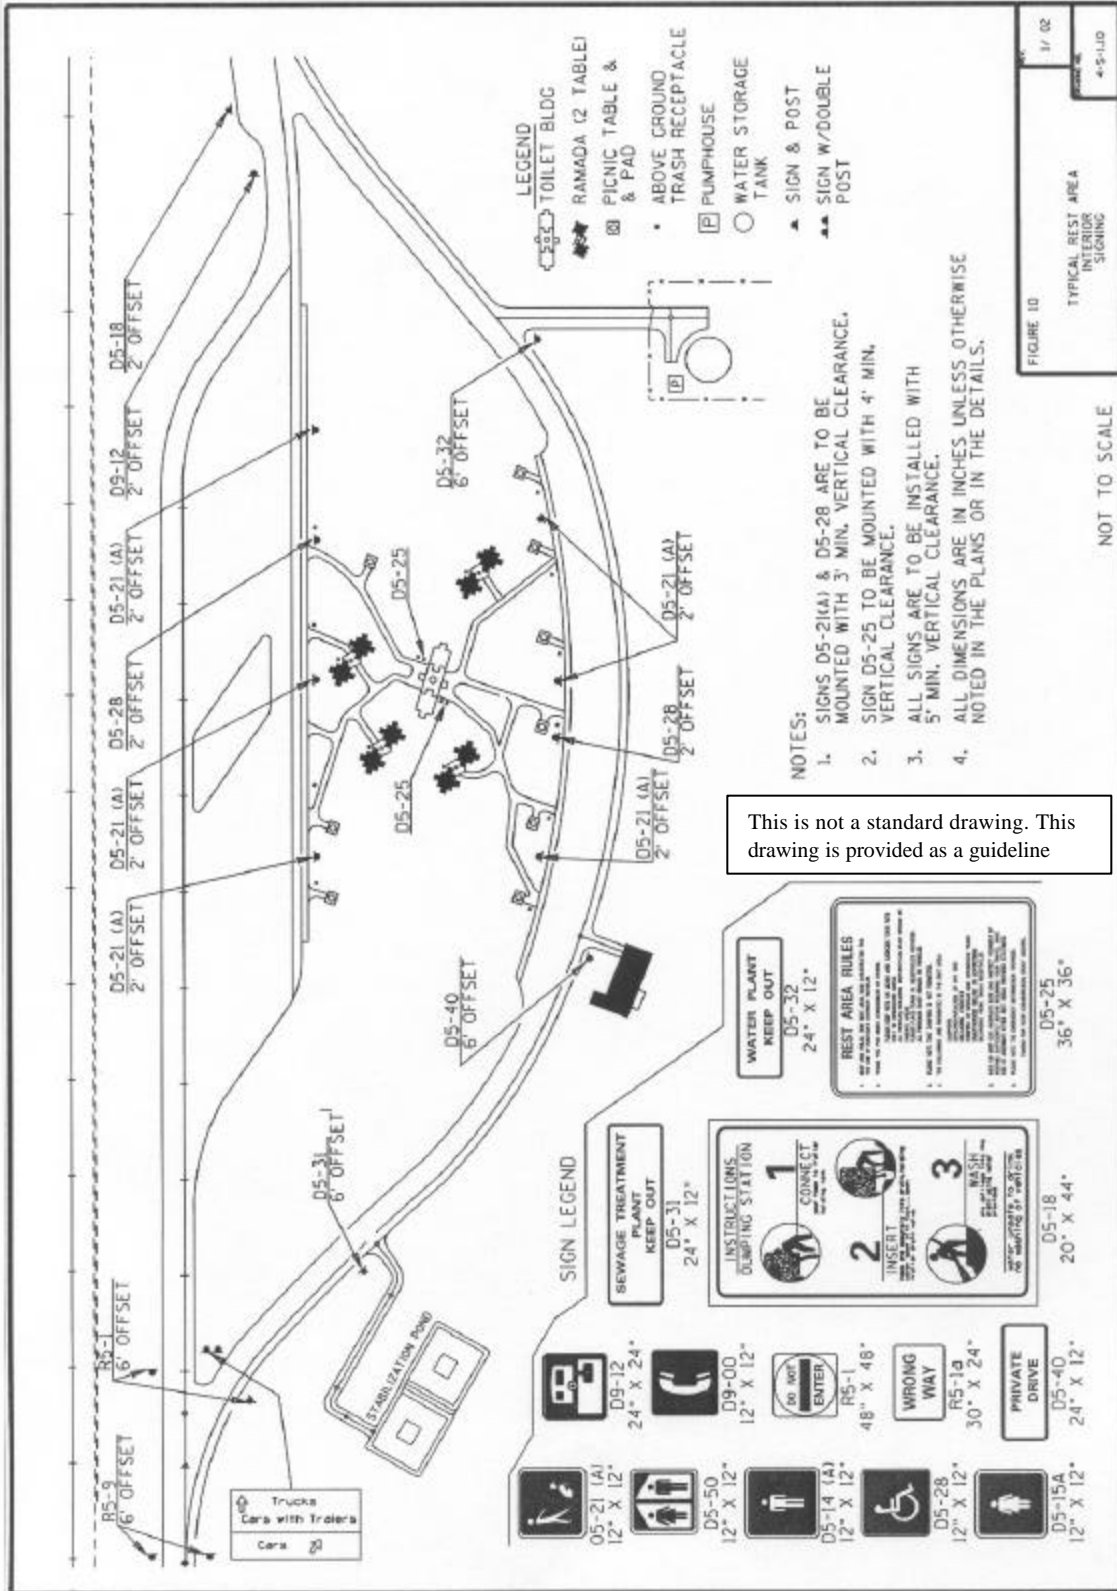 D5-18
2' OFFSET
D9-12
2' OFFSET
D5-21 (A)
2' OFFSET
D5-28
2' OFFSET
D5-21 (A)
2' OFFSET
D5-21 (A)
2' OFFSET
R5-1
6' OFFSET
R5-9
6' OFFSET
D5-31
6' OFFSET
D5-40
6' OFFSET
D5-25
D5-25
D5-32
6' OFFSET
D5-21 (A)
2' OFFSET
D5-28
2' OFFSET
D5-21 (A)
2' OFFSET
STABILIZATION POND
Trucks
Cars with Tralers
Cars
P
LEGEND
TOILET BLDG
RAMADA (2 TABLE)
PICNIC TABLE &
& PAD
ABOVE GROUND
TRASH RECEPTACLE
P PUMPHOUSE
WATER STORAGE
TANK
SIGN & POST
SIGN W/DOUBLE
POST
NOTES:
1. SIGNS D5-21(A) & D5-28 ARE TO BE
MOUNTED WITH 3' MIN. VERTICAL CLEARANCE.
2. SIGN D5-25 TO BE MOUNTED WITH 4' MIN.
VERTICAL CLEARANCE.
3. ALL SIGNS ARE TO BE INSTALLED WITH
5' MIN. VERTICAL CLEARANCE.
4. ALL DIMENSIONS ARE IN INCHES UNLESS OTHERWISE
NOTED IN THE PLANS OR IN THE DETAILS.
This is not a standard drawing. This
drawing is provided as a guideline
SIGN LEGEND
SEWAGE TREATMENT
PLANT
KEEP OUT
D5-31
24" X 12"
WATER PLANT
KEEP OUT
D5-32
24" X 12"
REST AREA RULES
D5-25
36" X 36"
INSTRUCTIONS
DUMPING STATION
1
CONNECT
2
INSERT
3
WASH
D5-18
20" X 44"
D9-12
24" X 24"
D9-00
12" X 12"
DO NOT
ENTER
R5-1
48" X 48"
WRONG
WAY
R5-1a
30" X 24"
PRIVATE
DRIVE
D5-40
24" X 12"
D5-21 (A)
12" X 12"
D5-50
12" X 12"
D5-14 (A)
12" X 12"
D5-28
12" X 12"
D5-15A
12" X 12"
NOT TO SCALE
FIGURE 10
TYPICAL REST AREA
INTERIOR
SIGNING
1/ 02
4-5-1.10